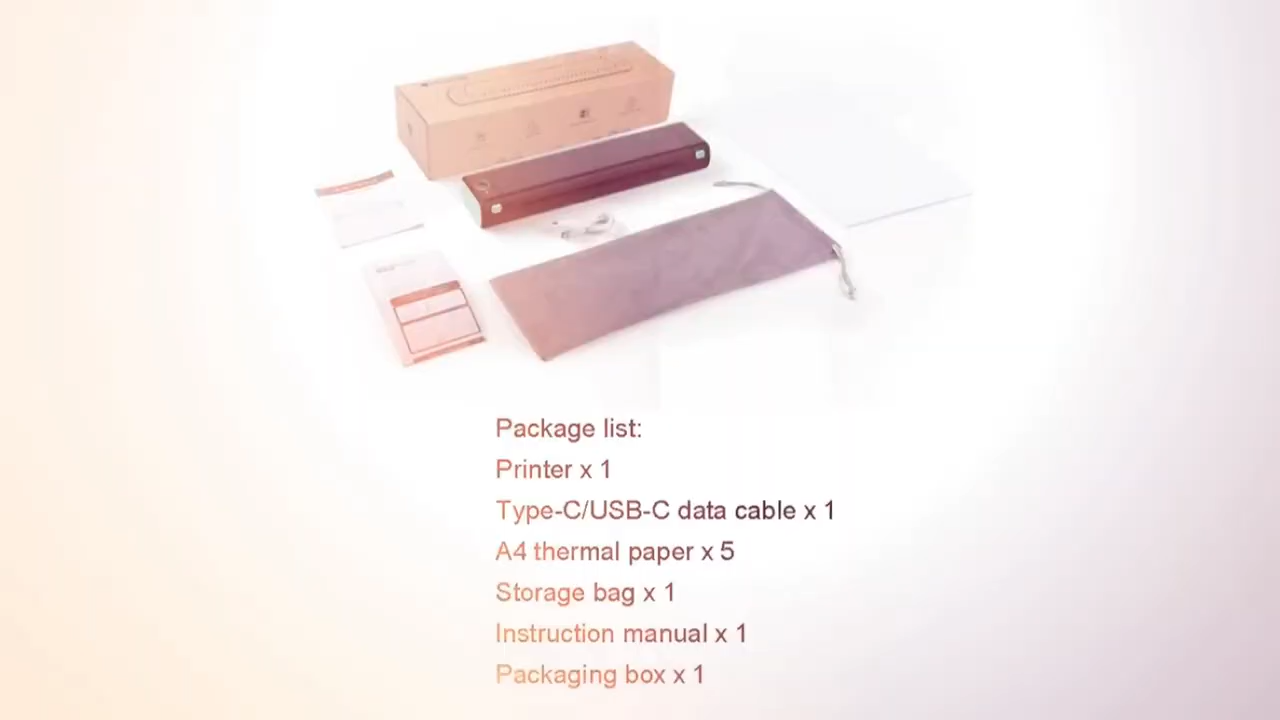 Package list:
Printer x 1
Type-C/USB-C data cable x 1
A4 thermal paper x 5
Storage bag x 1
Instruction manual x 1
Packaging box x 1